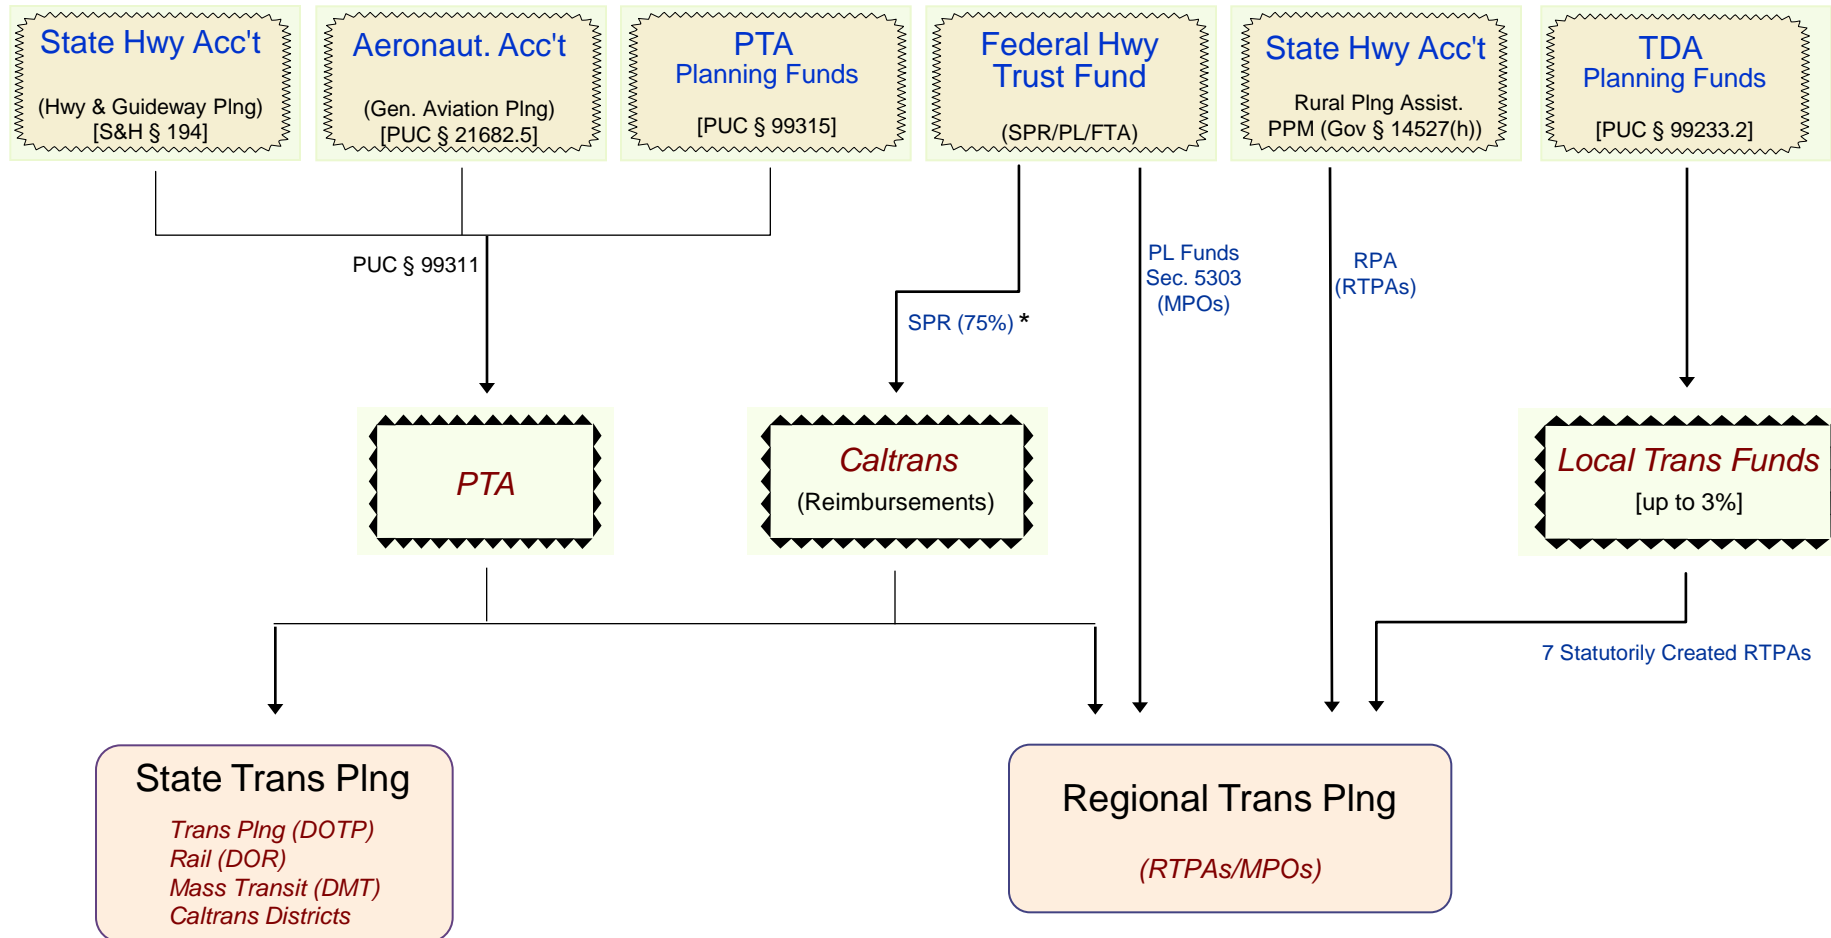 State Hwy Acc't
(Hwy & Guideway Plng)
[S&H § 194]
Aeronaut. Acc't
(Gen. Aviation Plng)
[PUC § 21682.5]
PTA
Planning Funds
[PUC § 99315]
Federal Hwy
Trust Fund
(SPR/PL/FTA)
State Hwy Acc't
Rural Plng Assist.
PPM (Gov § 14527(h))
TDA
Planning Funds
[PUC § 99233.2]
PUC § 99311
SPR (75%) *
PL Funds
Sec. 5303
(MPOs)
RPA
(RTPAs)
PTA
Caltrans
(Reimbursements)
Local Trans Funds
[up to 3%]
7 Statutorily Created RTPAs
State Trans Plng
Trans Plng (DOTP)
Rail (DOR)
Mass Transit (DMT)
Caltrans Districts
Regional Trans Plng
(RTPAs/MPOs)